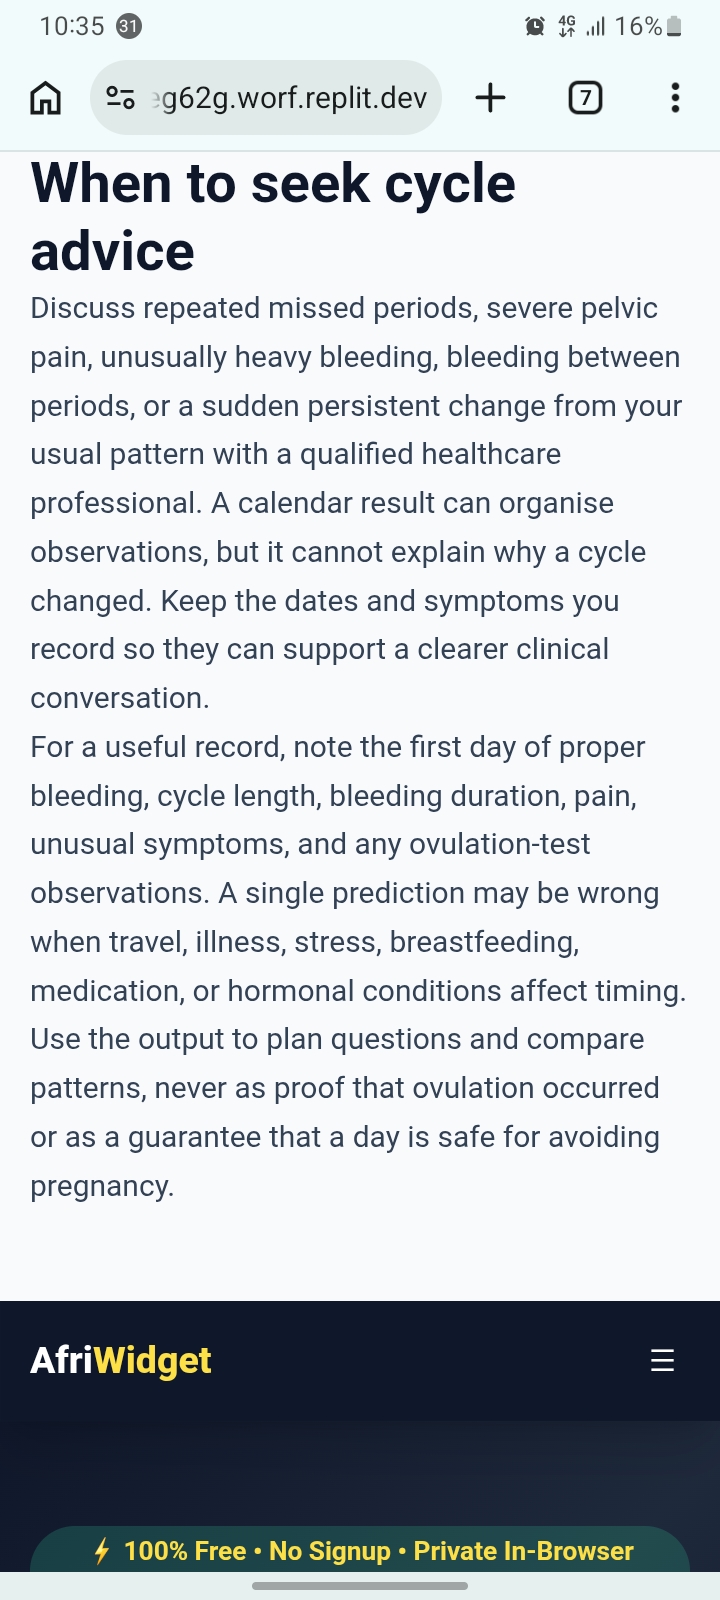 10:35 31 4G 16%
eg62g.worf.replit.dev 7
When to seek cycle
advice
Discuss repeated missed periods, severe pelvic
pain, unusually heavy bleeding, bleeding between
periods, or a sudden persistent change from your
usual pattern with a qualified healthcare
professional. A calendar result can organise
observations, but it cannot explain why a cycle
changed. Keep the dates and symptoms you
record so they can support a clearer clinical
conversation.
For a useful record, note the first day of proper
bleeding, cycle length, bleeding duration, pain,
unusual symptoms, and any ovulation-test
observations. A single prediction may be wrong
when travel, illness, stress, breastfeeding,
medication, or hormonal conditions affect timing.
Use the output to plan questions and compare
patterns, never as proof that ovulation occurred
or as a guarantee that a day is safe for avoiding
pregnancy.
AfriWidget
⚡ 100% Free • No Signup • Private In-Browser